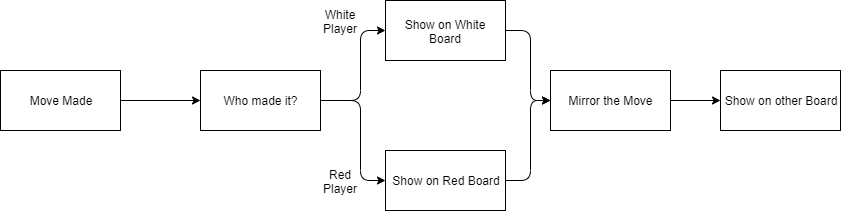 Move Made
Who made it?
White
Player
Show on White
Board
Red
Player
Show on Red Board
Mirror the Move
Show on other Board